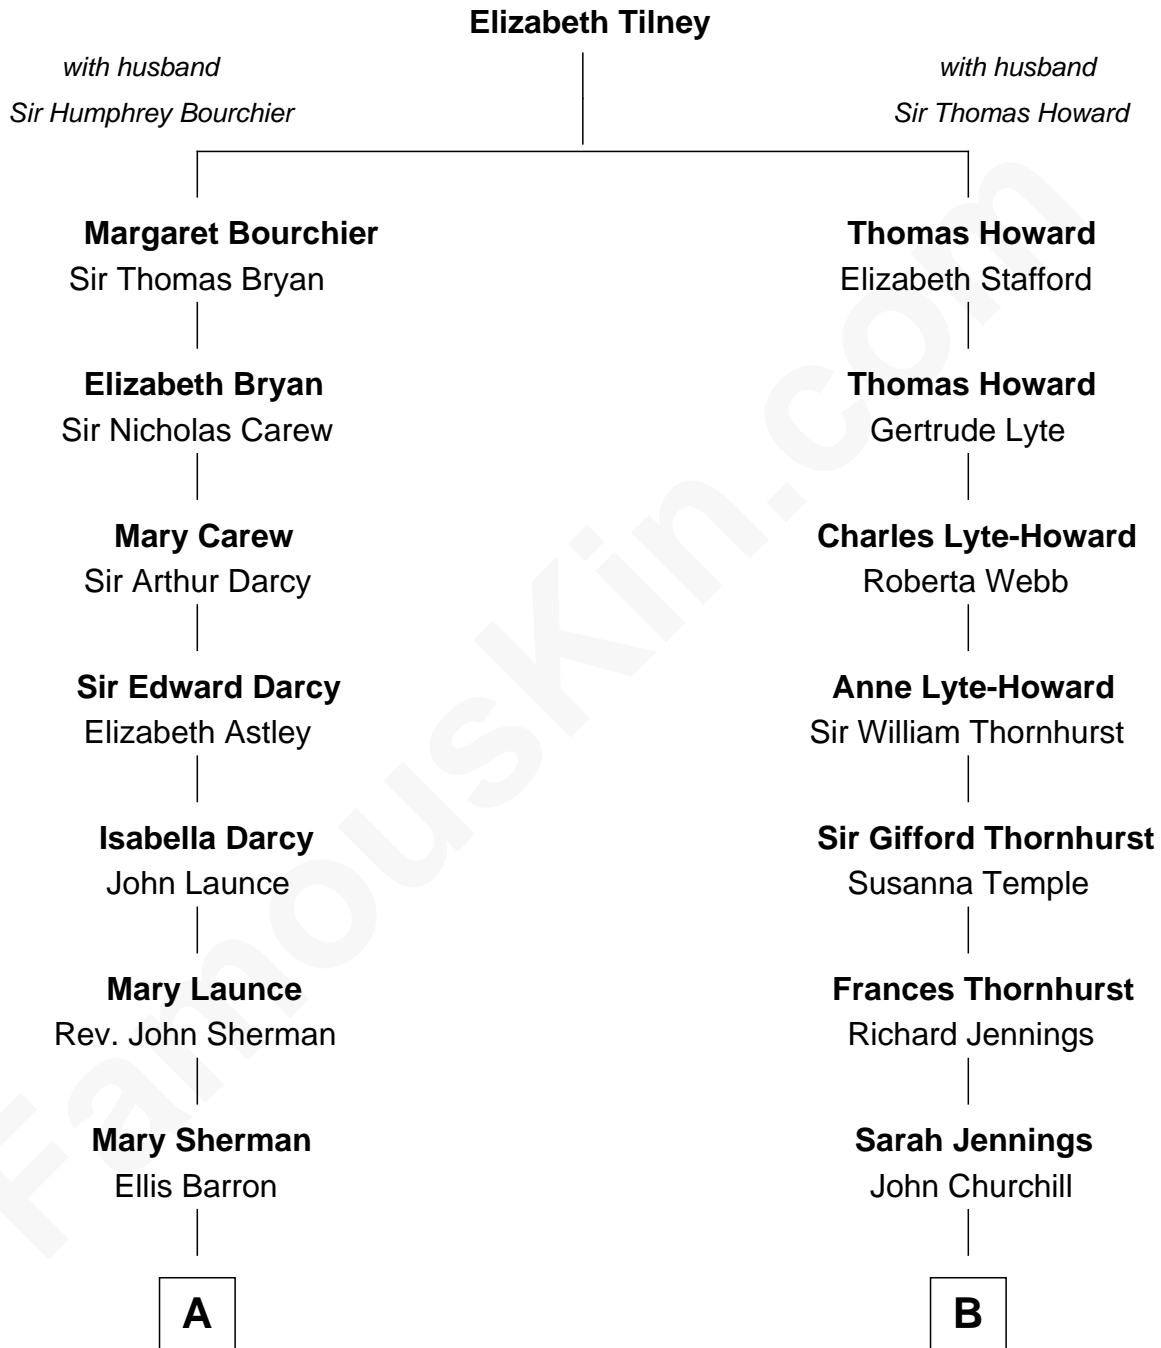 Elizabeth Tilney
with husband
Sir Humphrey Bourchier
with husband
Sir Thomas Howard
Margaret Bourchier
Sir Thomas Bryan
Elizabeth Bryan
Sir Nicholas Carew
Mary Carew
Sir Arthur Darcy
Sir Edward Darcy
Elizabeth Astley
Isabella Darcy
John Launce
Mary Launce
Rev. John Sherman
Mary Sherman
Ellis Barron
A
Thomas Howard
Elizabeth Stafford
Thomas Howard
Gertrude Lyte
Charles Lyte-Howard
Roberta Webb
Anne Lyte-Howard
Sir William Thornhurst
Sir Gifford Thornhurst
Susanna Temple
Frances Thornhurst
Richard Jennings
Sarah Jennings
John Churchill
B
FamousKin.com